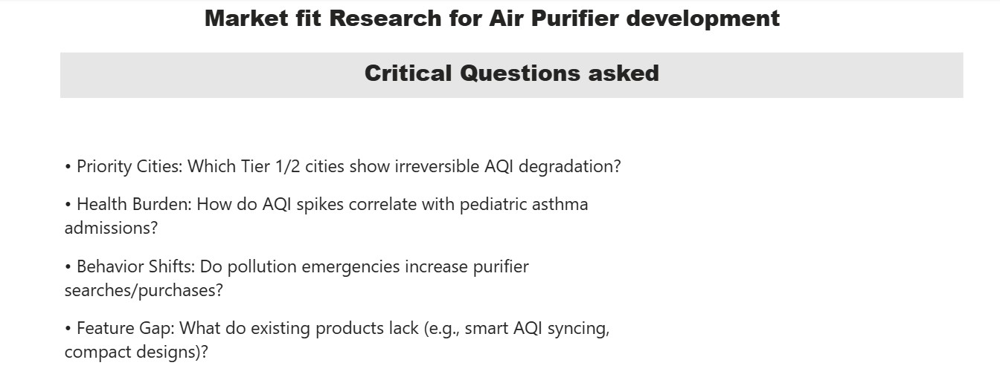 Market fit Research for Air Purifier development
Critical Questions asked
• Priority Cities: Which Tier 1/2 cities show irreversible AQI degradation?
• Health Burden: How do AQI spikes correlate with pediatric asthma
admissions?
• Behavior Shifts: Do pollution emergencies increase purifier
searches/purchases?
• Feature Gap: What do existing products lack (e.g., smart AQI syncing,
compact designs)?